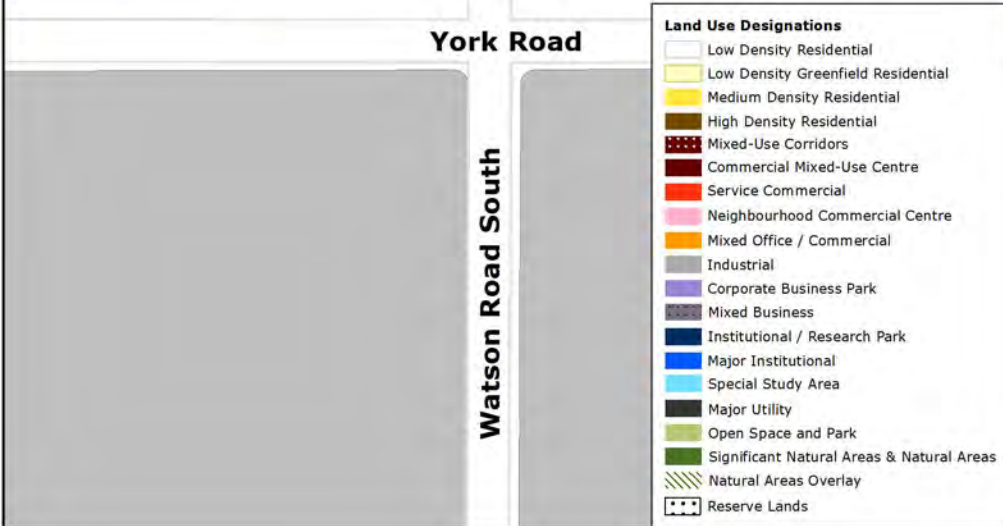 York Road
Watson Road South
Land Use Designations
Low Density Residential
Low Density Greenfield Residential
Medium Density Residential
High Density Residential
Mixed-Use Corridors
Commercial Mixed-Use Centre
Service Commercial
Neighbourhood Commercial Centre
Mixed Office / Commercial
Industrial
Corporate Business Park
Mixed Business
Institutional / Research Park
Major Institutional
Special Study Area
Major Utility
Open Space and Park
Significant Natural Areas & Natural Areas
Natural Areas Overlay
Reserve Lands